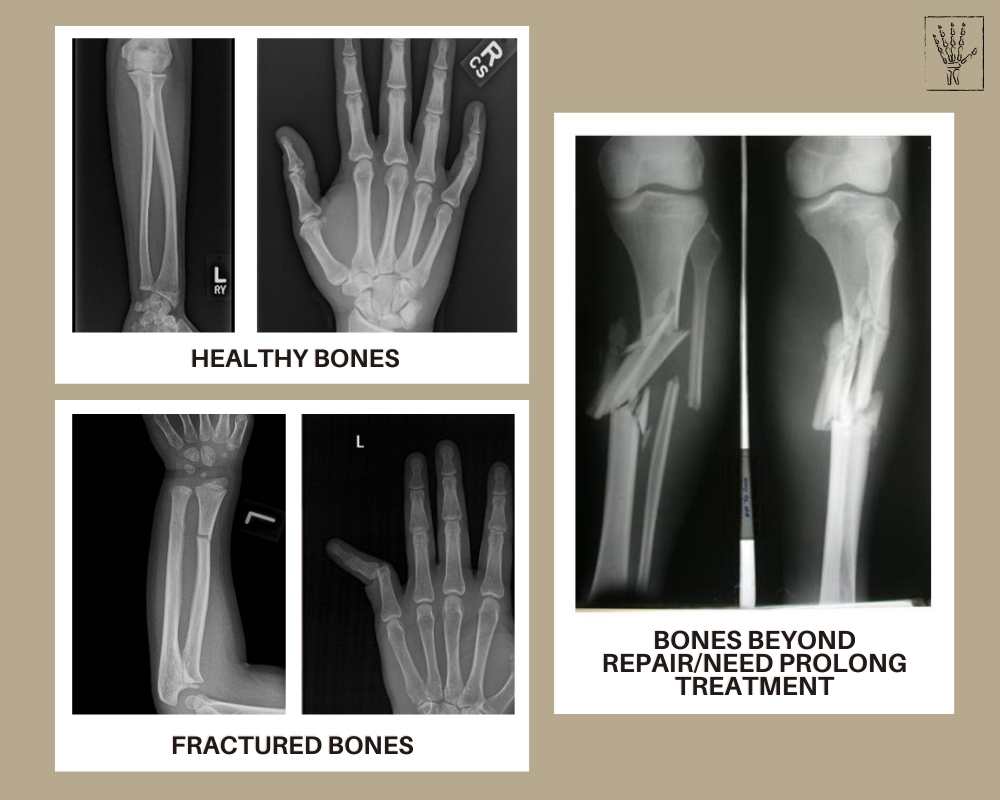 R
CS
L
RY
HEALTHY BONES
L
L
FRACTURED BONES
BONES BEYOND
REPAIR/NEED PROLONG
TREATMENT